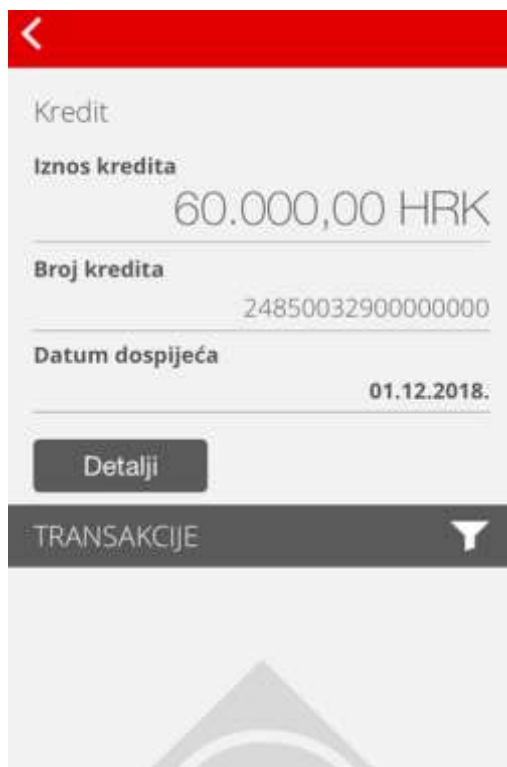 Kredit
Iznos kredita
60.000,00 HRK
Broj kredita
24850032900000000
Datum dospijeća
01.12.2018.
Detalji
TRANSAKCIJE